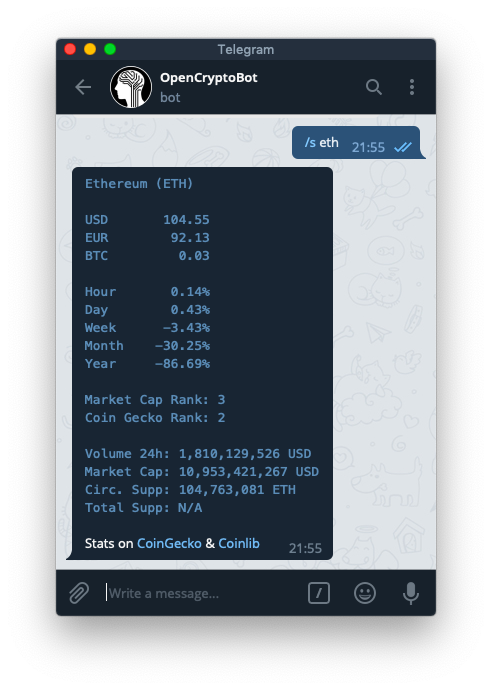 Telegram
OpenCryptoBot
bot
/s eth 21:55
Ethereum (ETH)
USD 104.55
EUR 92.13
BTC 0.03
Hour 0.14%
Day 0.43%
Week -3.43%
Month -30.25%
Year -86.69%
Market Cap Rank: 3
Coin Gecko Rank: 2
Volume 24h: 1,810,129,526 USD
Market Cap: 10,953,421,267 USD
Circ. Supp: 104,763,081 ETH
Total Supp: N/A
Stats on CoinGecko & Coinlib 21:55
Write a message...